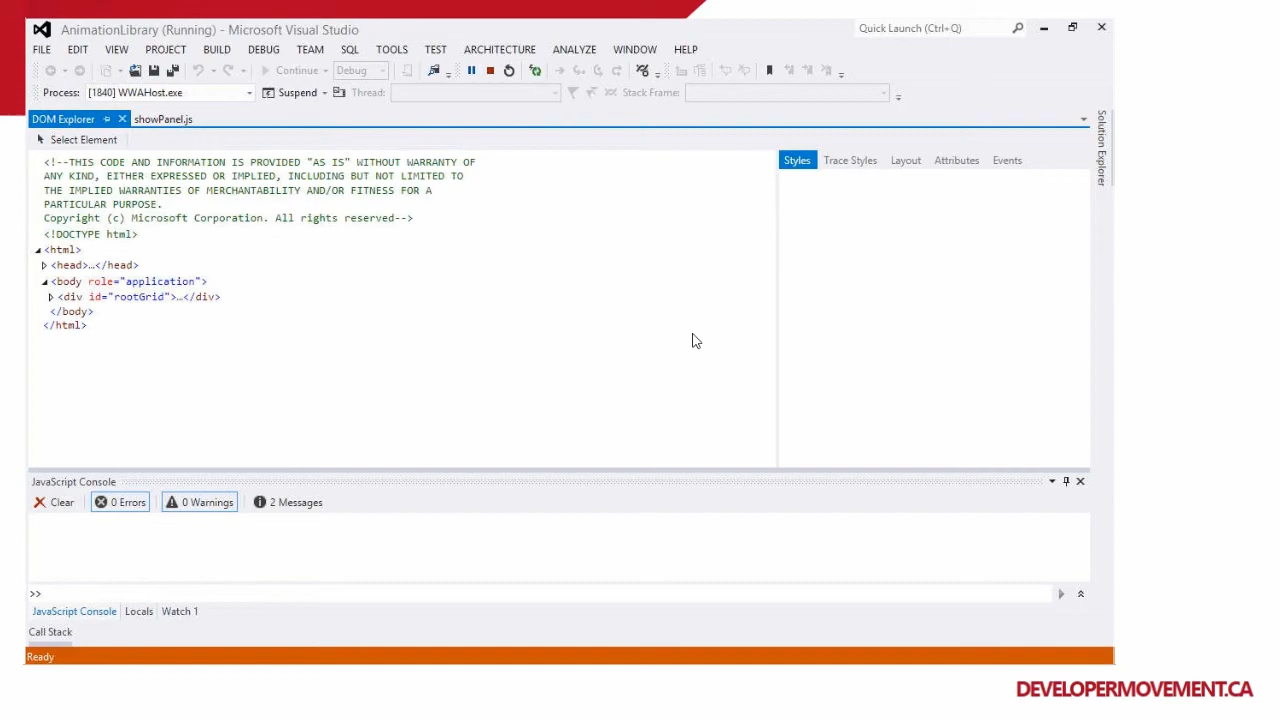 AnimationLibrary (Running) - Microsoft Visual Studio
Quick Launch (Ctrl+Q)
FILE EDIT VIEW PROJECT BUILD DEBUG TEAM SQL TOOLS TEST ARCHITECTURE ANALYZE WINDOW HELP
Continue Debug
Process: [1840] WWAHost.exe Suspend Thread: Stack Frame:
DOM Explorer showPanel.js
Solution Explorer
Select Element
Styles Trace Styles Layout Attributes Events
<!--THIS CODE AND INFORMATION IS PROVIDED "AS IS" WITHOUT WARRANTY OF
ANY KIND, EITHER EXPRESSED OR IMPLIED, INCLUDING BUT NOT LIMITED TO
THE IMPLIED WARRANTIES OF MERCHANTABILITY AND/OR FITNESS FOR A
PARTICULAR PURPOSE.
Copyright (c) Microsoft Corporation. All rights reserved-->
<!DOCTYPE html>
<html>
<head>…</head>
<body role="application">
<div id="rootGrid">…</div>
</body>
</html>
JavaScript Console
Clear 0 Errors 0 Warnings 2 Messages
>>
JavaScript Console Locals Watch 1
Call Stack
Ready
DEVELOPERMOVEMENT.CA